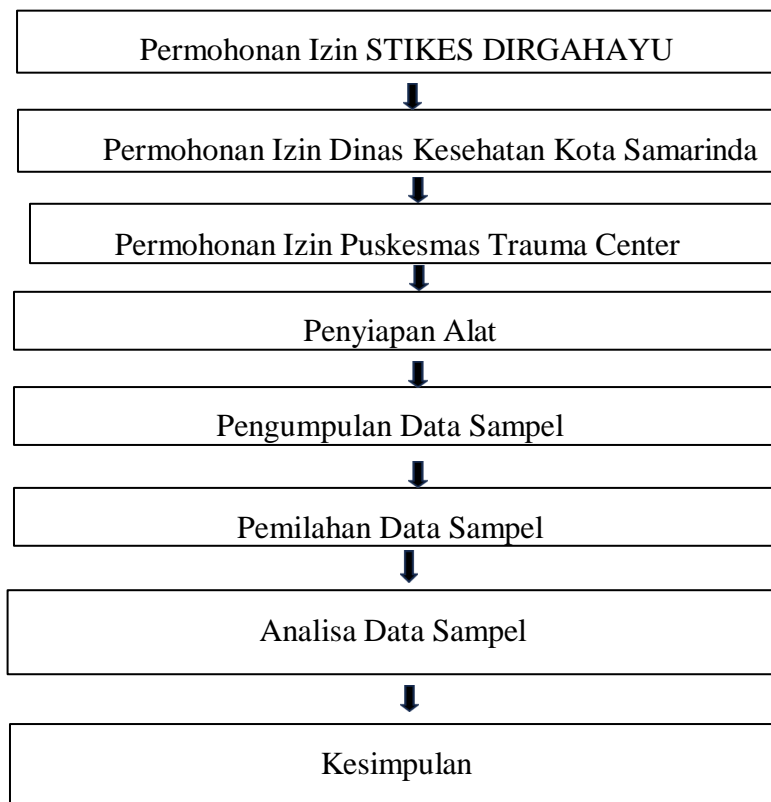 Permohonan Izin STIKES DIRGAHAYU
Permohonan Izin Dinas Kesehatan Kota Samarinda
Permohonan Izin Puskesmas Trauma Center
Penyiapan Alat
Pengumpulan Data Sampel
Pemilahan Data Sampel
Analisa Data Sampel
Kesimpulan